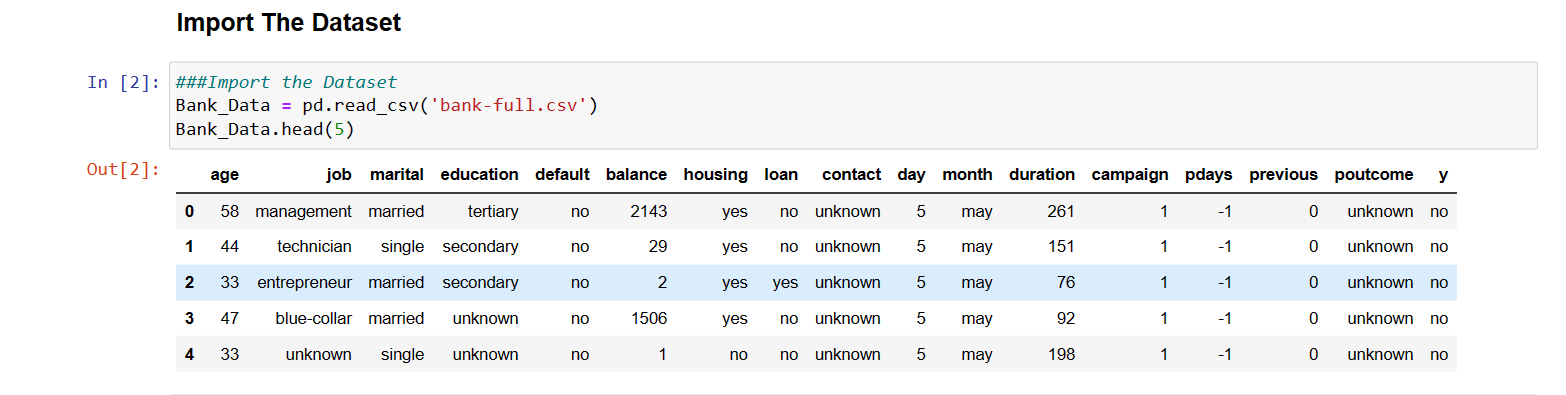 Import The Dataset
In [2]: ###Import the Dataset
Bank_Data = pd.read_csv('bank-full.csv')
Bank_Data.head(5)
Out[2]:
age job marital education default balance housing loan contact day month duration campaign pdays previous poutcome y
0 58 management married tertiary no 2143 yes no unknown 5 may 261 1 -1 0 unknown no
1 44 technician single secondary no 29 yes no unknown 5 may 151 1 -1 0 unknown no
2 33 entrepreneur married secondary no 2 yes yes unknown 5 may 76 1 -1 0 unknown no
3 47 blue-collar married unknown no 1506 yes no unknown 5 may 92 1 -1 0 unknown no
4 33 unknown single unknown no 1 no no unknown 5 may 198 1 -1 0 unknown no